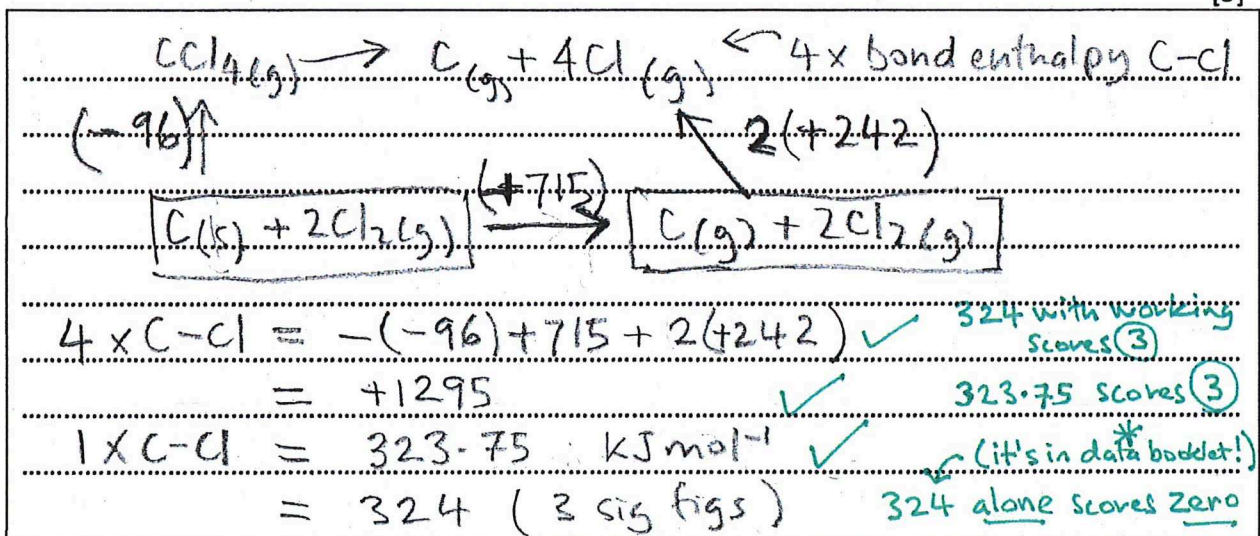 [3]
CCl4(g) → C(g) + 4Cl(g) ← 4 x bond enthalpy C-Cl
(-96)↑ 2(+242)
(+715)
C(s) + 2Cl2(g) → C(g) + 2Cl2(g)
4 x C-Cl = -(-96) + 715 + 2(+242) ✓ 324 with working
scores ③
= +1295 ✓ 323.75 scores ③
1 X C-Cl = 323.75 KJmol-1 ✓ (it's in data* booklet!)
= 324 (3 sig figs) 324 alone scores zero